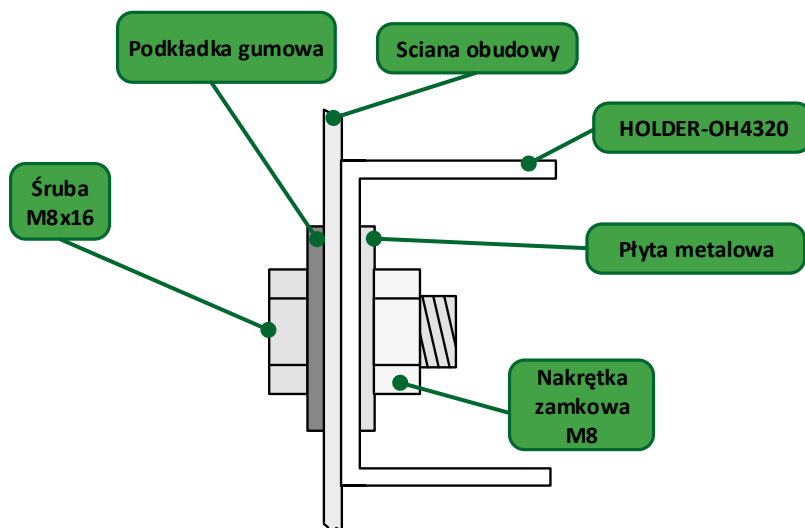 Podkładka gumowa
Sciana obudowy
HOLDER-OH4320
Śruba
M8x16
Płyta metalowa
Nakrętka
zamkowa
M8